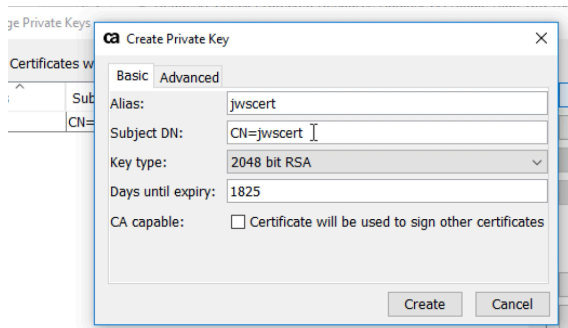 ge Private Keys
ca Create Private Key
Certificates w
Basic Advanced
Sub
Alias: jwscert
CN=
Subject DN: CN=jwscert
Key type: 2048 bit RSA
Days until expiry: 1825
CA capable: Certificate will be used to sign other certificates
Create Cancel